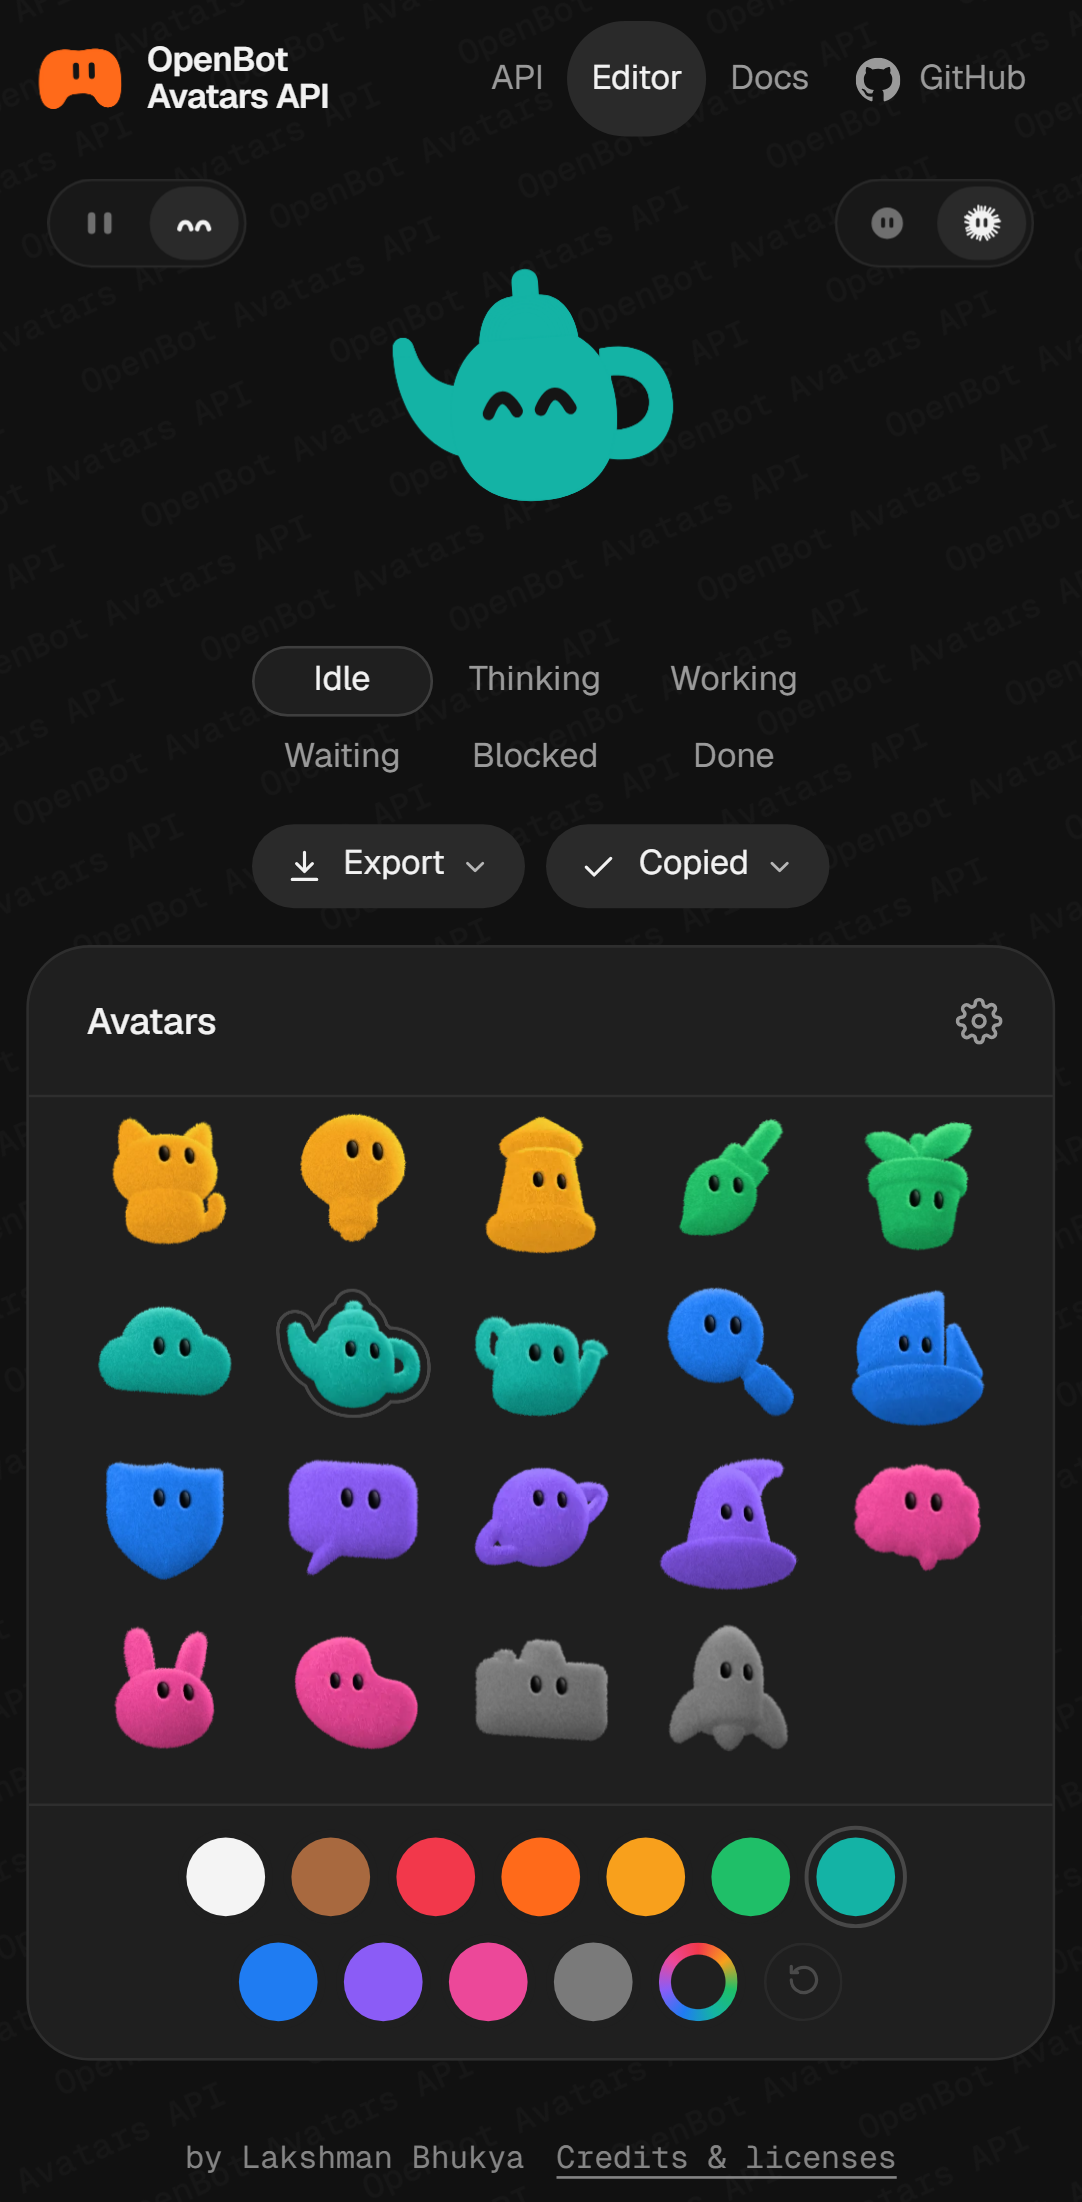 OpenBot
Avatars API
API Editor Docs GitHub
Idle Thinking Working
Waiting Blocked Done
Export Copied
Avatars
by Lakshman Bhukya Credits & licenses